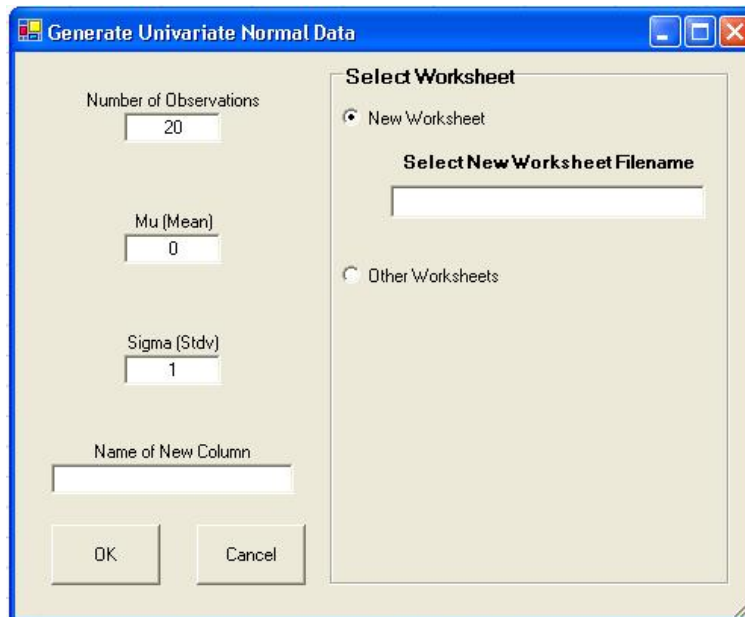 Generate Univariate Normal Data
Number of Observations
20
Mu (Mean)
0
Sigma (Stdv)
1
Name of New Column
OK
Cancel
Select Worksheet
New Worksheet
Select New Worksheet Filename
Other Worksheets